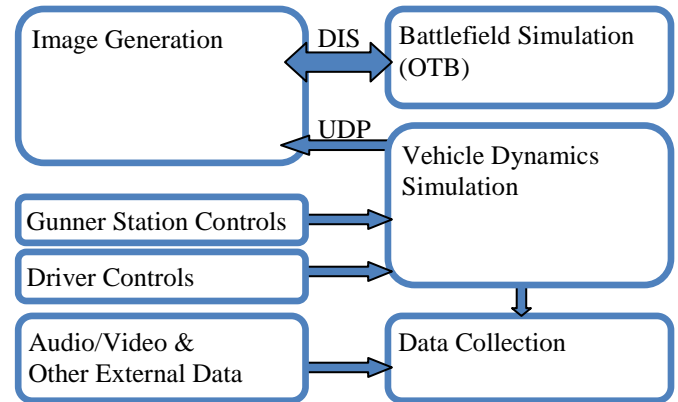 Image Generation
DIS
Battlefield Simulation
(OTB)
UDP
Vehicle Dynamics
Simulation
Gunner Station Controls
Driver Controls
Audio/Video &
Other External Data
Data Collection